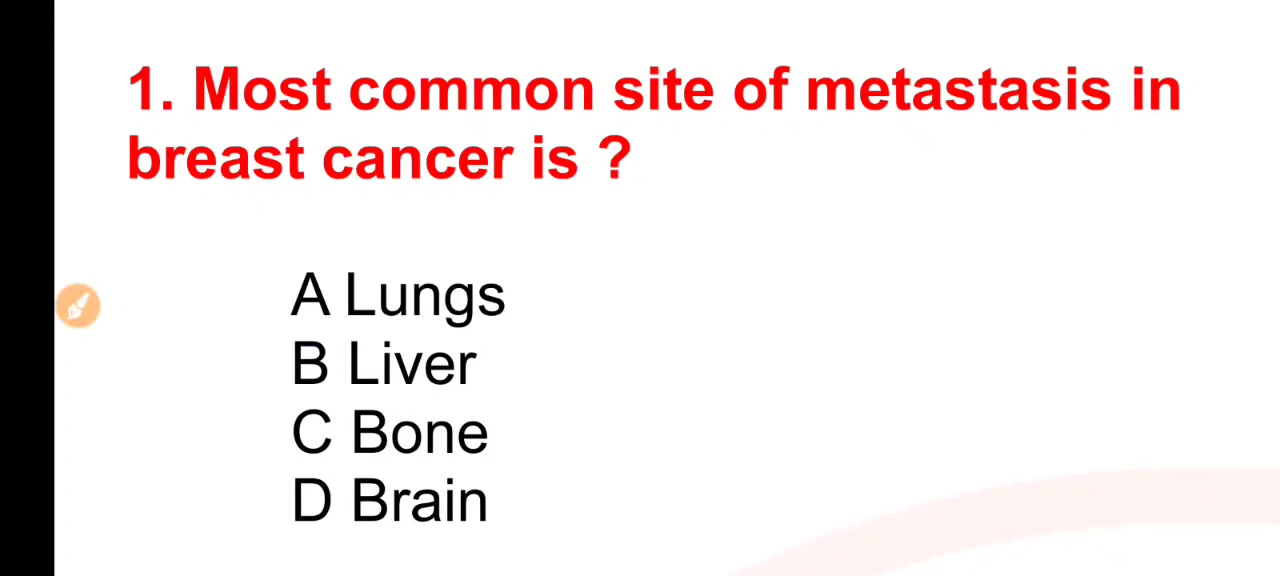 1. Most common site of metastasis in
breast cancer is ?
A Lungs
B Liver
C Bone
D Brain